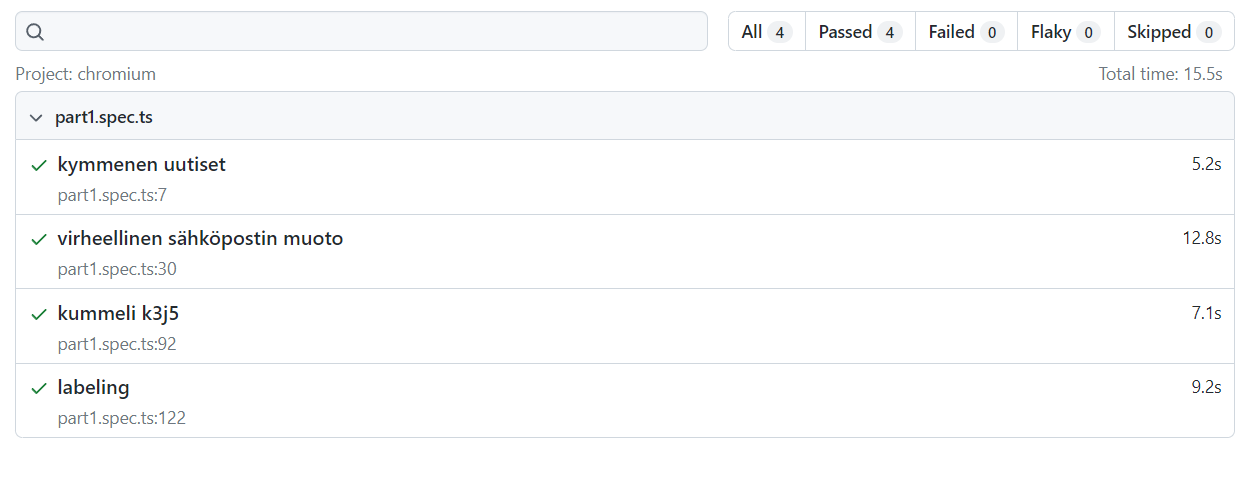 All 4 Passed 4 Failed 0 Flaky 0 Skipped 0
Project: chromium Total time: 15.5s
part1.spec.ts
kymmenen uutiset 5.2s
part1.spec.ts:7
virheellinen sähköpostin muoto 12.8s
part1.spec.ts:30
kummeli k3j5 7.1s
part1.spec.ts:92
labeling 9.2s
part1.spec.ts:122